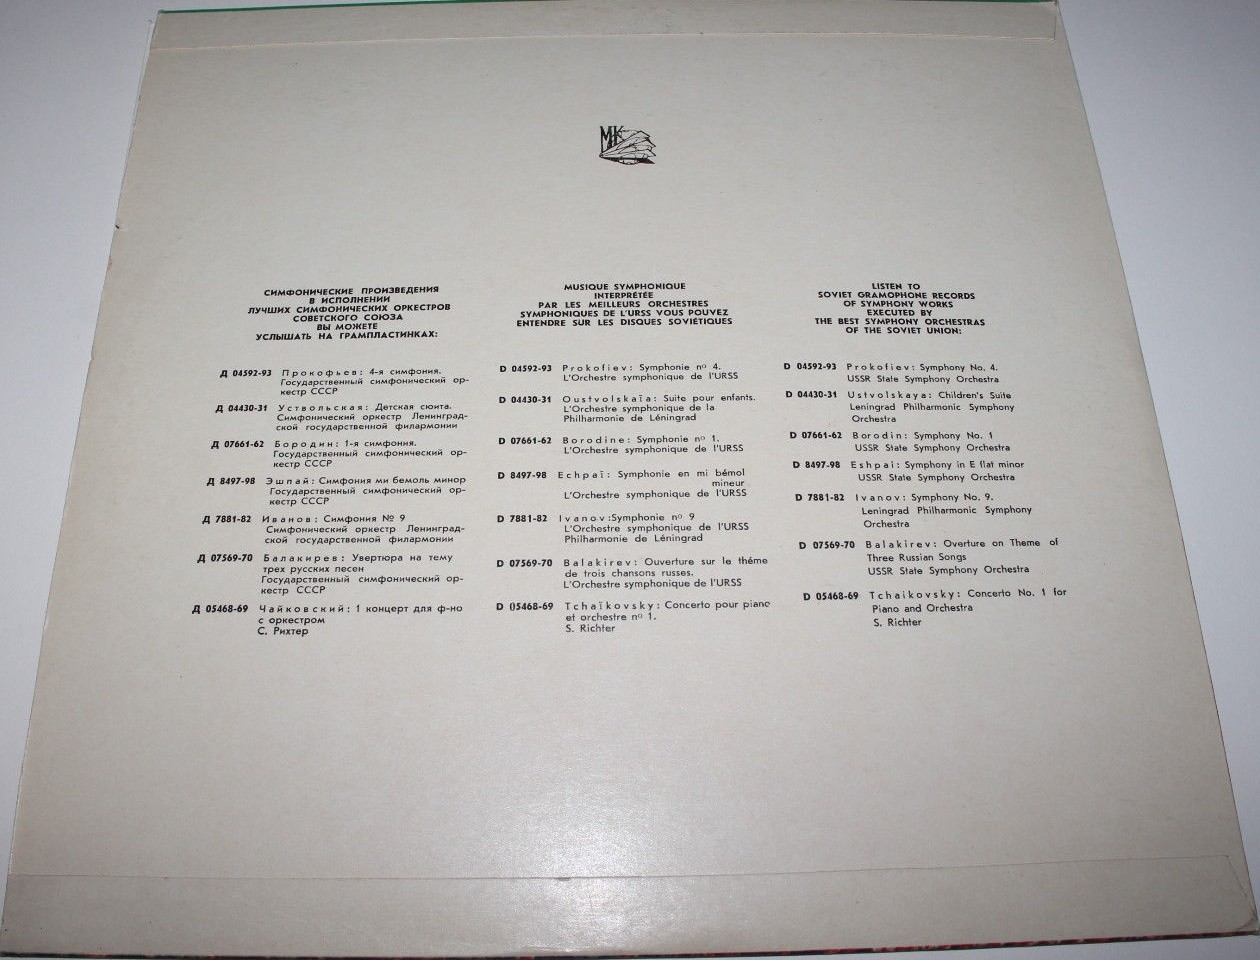 МК
СИМФОНИЧЕСКИЕ ПРОИЗВЕДЕНИЯ
В ИСПОЛНЕНИИ
ЛУЧШИХ СИМФОНИЧЕСКИХ ОРКЕСТРОВ
СОВЕТСКОГО СОЮЗА
ВЫ МОЖЕТЕ
УСЛЫШАТЬ НА ГРАМПЛАСТИНКАХ:
Д 04592-93 Прокофьев: 4-я симфония.
Государственный симфонический ор-
кестр СССР
Д 04430-31 Уствольская: Детская сюита.
Симфонический оркестр Ленинград-
ской государственной филармонии
Д 07661-62 Бородин: 1-я симфония.
Государственный симфонический ор-
кестр СССР
Д 8497-98 Эшпай: Симфония ми бемоль минор
Государственный симфонический ор-
кестр СССР
Д 7881-82 Иванов: Симфония № 9
Симфонический оркестр Ленинград-
ской государственной филармонии
Д 07569-70 Балакирев: Увертюра на тему
трех русских песен
Государственный симфонический ор-
кестр СССР
Д 05468-69 Чайковский: 1 концерт для ф-но
с оркестром
С. Рихтер
MUSIQUE SYMPHONIQUE
INTERPRÉTÉE
PAR LES MEILLEURS ORCHESTRES
SYMPHONIQUES DE L'URSS VOUS POUVEZ
ENTENDRE SUR LES DISQUES SOVIÉTIQUES
D 04592-93 Prokofiev: Symphonie nº 4.
L'Orchestre symphonique de l'URSS
D 04430-31 Oustvolskaïa: Suite pour enfants.
L'Orchestre symphonique de la
Philharmonie de Léningrad
D 07661-62 Borodine: Symphonie nº 1.
L'Orchestre symphonique de l'URSS
D 8497-98 Echpaï: Symphonie en mi bémol
mineur
L'Orchestre symphonique de l'URSS
D 7881-82 Ivanov:Symphonie nº 9
L'Orchestre symphonique de l'URSS
Philharmonie de Léningrad
D 07569-70 Balakirev: Ouverture sur le théme
de trois chansons russes.
L'Orchestre symphonique de l'URSS
D 05468-69 Tchaïkovsky: Concerto pour piano
et orchestre nº 1.
S. Richter
LISTEN TO
SOVIET GRAMOPHONE RECORDS
OF SYMPHONY WORKS
EXECUTED BY
THE BEST SYMPHONY ORCHESTRAS
OF THE SOVIET UNION:
D 04592-93 Prokofiev: Symphony No. 4.
USSR State Symphony Orchestra
D 04430-31 Ustvolskaya: Children's Suite
Leningrad Philharmonic Symphony
Orchestra
D 07661-62 Borodin: Symphony No. 1
USSR State Symphony Orchestra
D 8497-98 Eshpai: Symphony in E flat minor
USSR State Symphony Orchestra
D 7881-82 Ivanov: Symphony No. 9.
Leningrad Philharmonic Symphony
Orchestra
D 07569-70 Balakirev: Overture on Theme of
Three Russian Songs
USSR State Symphony Orchestra
D 05468-69 Tchaikovsky: Concerto No. 1 for
Piano and Orchestra
S. Richter